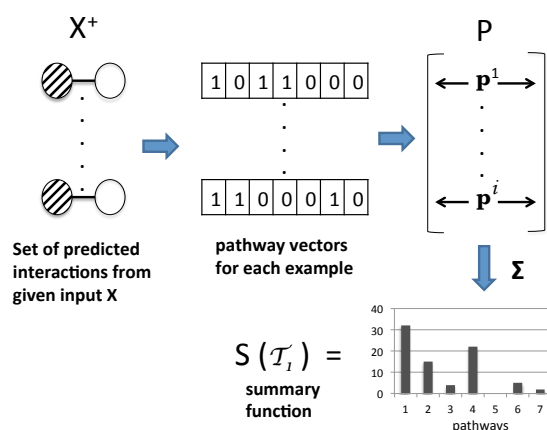 X+
P
1 0 1 1 0 0 0
p1
1 1 0 0 0 1 0
pi
Set of predicted
interactions from
given input X
pathway vectors
for each example
Σ
S ( 𝒯1 ) =
summary
function
40
30
20
10
0
1 2 3 4 5 6 7
pathways